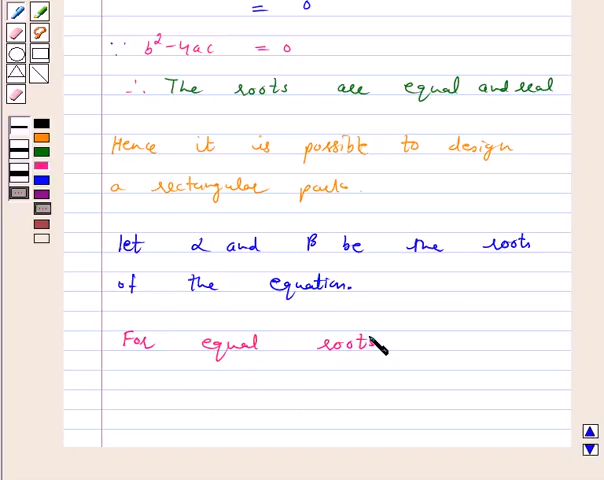 = 0
∵ b²-4ac = 0
∴ The roots are equal and real
Hence it is possible to design
a rectangular park.
let α and β be the roots
of the equation.
For equal roots